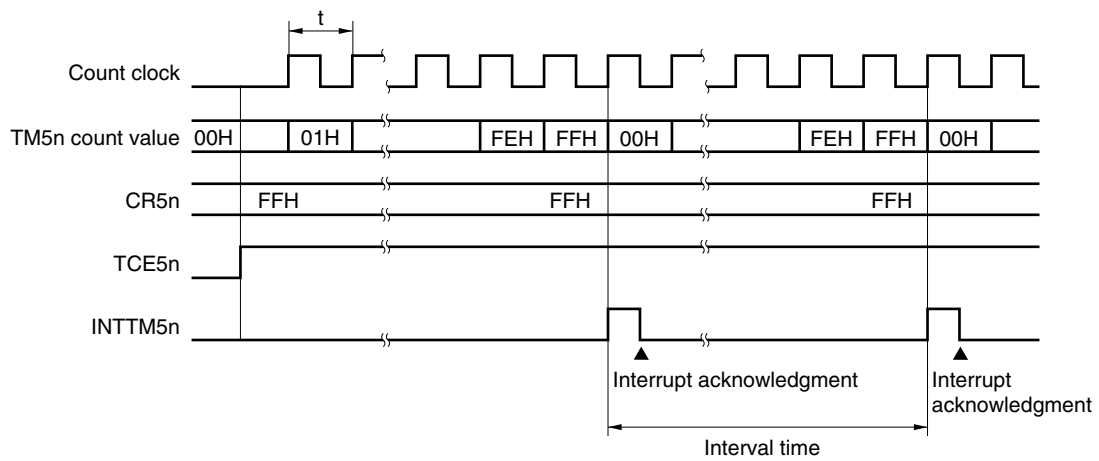 t
Count clock
TM5n count value 00H 01H FEH FFH 00H FEH FFH 00H
CR5n FFH FFH FFH
TCE5n
INTTM5n
Interrupt acknowledgment Interrupt
acknowledgment
Interval time